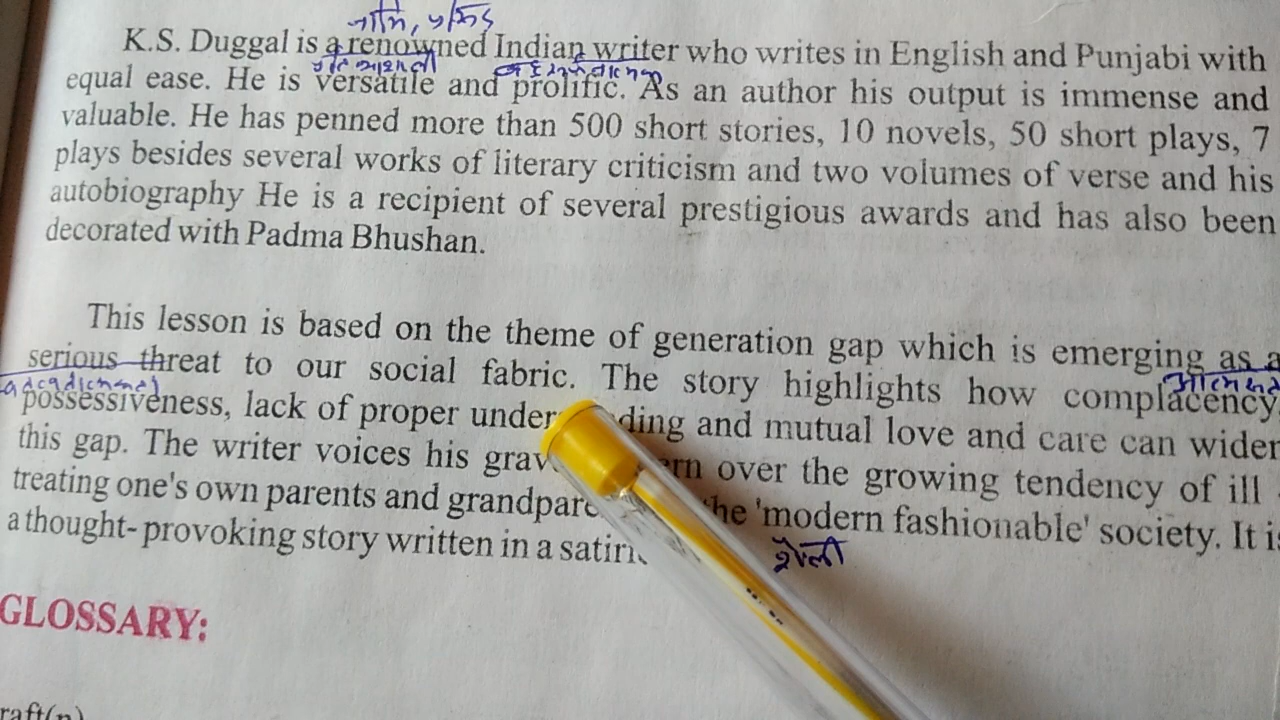 K.S. Duggal is a renowned Indian writer who writes in English and Punjabi with
equal ease. He is versatile and prolific. As an author his output is immense and
valuable. He has penned more than 500 short stories, 10 novels, 50 short plays, 7
plays besides several works of literary criticism and two volumes of verse and his
autobiography He is a recipient of several prestigious awards and has also been
decorated with Padma Bhushan.
This lesson is based on the theme of generation gap which is emerging as a
serious threat to our social fabric. The story highlights how complacency,
possessiveness, lack of proper under ding and mutual love and care can widen
this gap. The writer voices his grav ern over the growing tendency of ill
treating one's own parents and grandpare he 'modern fashionable' society. It is
a thought- provoking story written in a satiri
शैली
GLOSSARY:
raft(n)